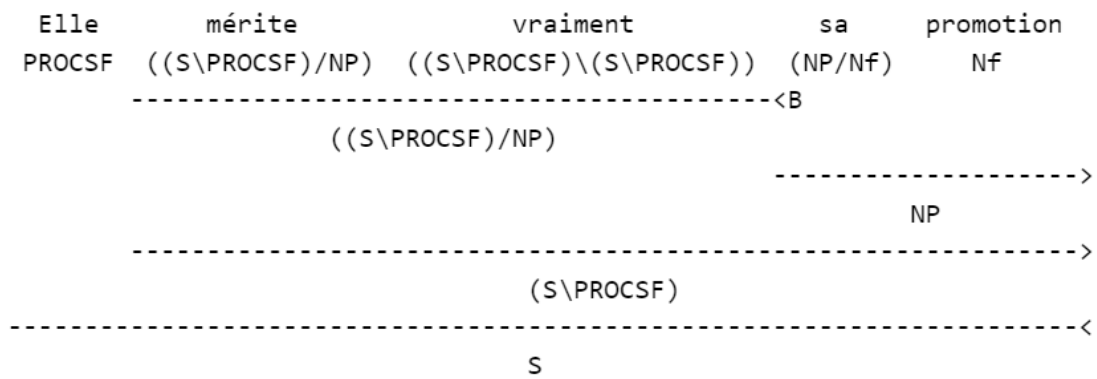 Elle mérite vraiment sa promotion
PROCSF ((S\PROCSF)/NP) ((S\PROCSF)\(S\PROCSF)) (NP/Nf) Nf
------------------------------------------<B
((S\PROCSF)/NP)
-------------------->
NP
--------------------------------------------------------------->
(S\PROCSF)
-----------------------------------------------------------------------<
S